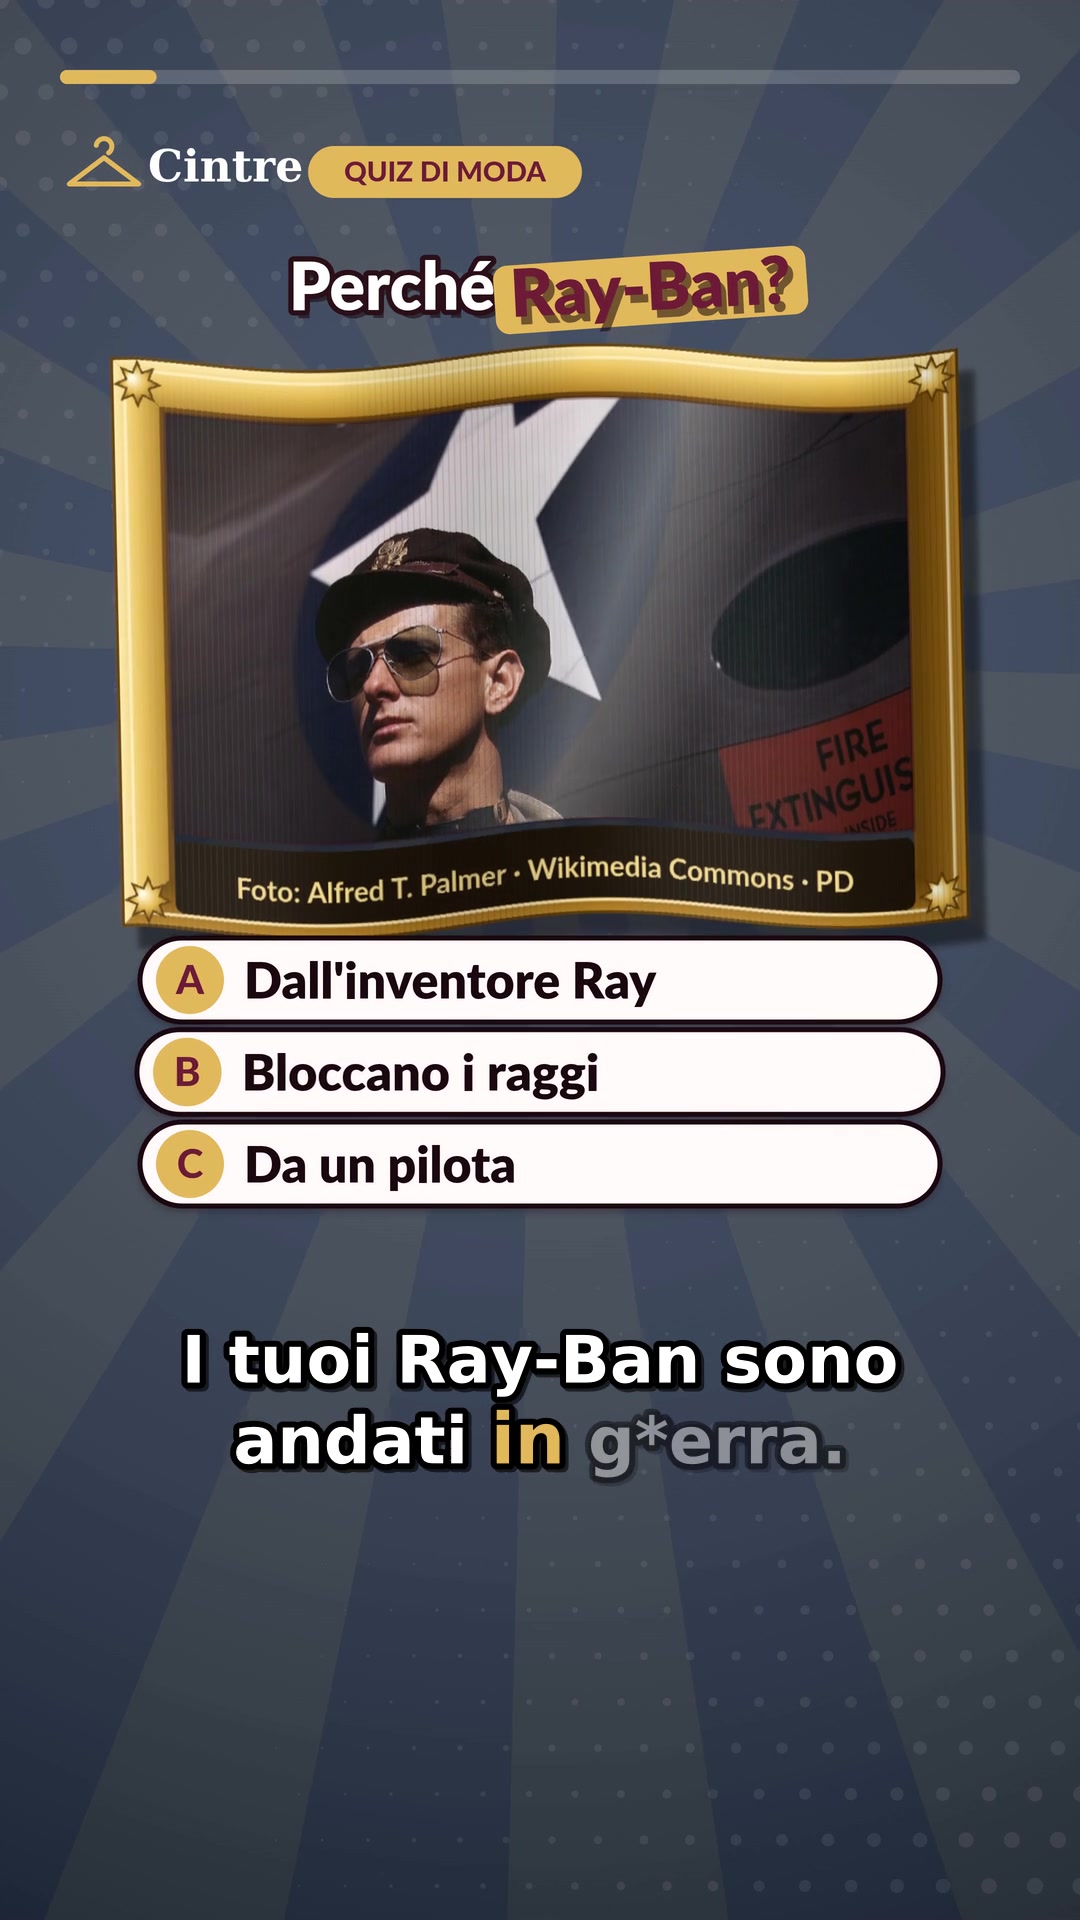 Cintre
QUIZ DI MODA
Perché Ray-Ban?
FIRE
EXTINGUIS
INSIDE
Foto: Alfred T. Palmer · Wikimedia Commons · PD
A Dall'inventore Ray
B Bloccano i raggi
C Da un pilota
I tuoi Ray-Ban sono
andati in g*erra.